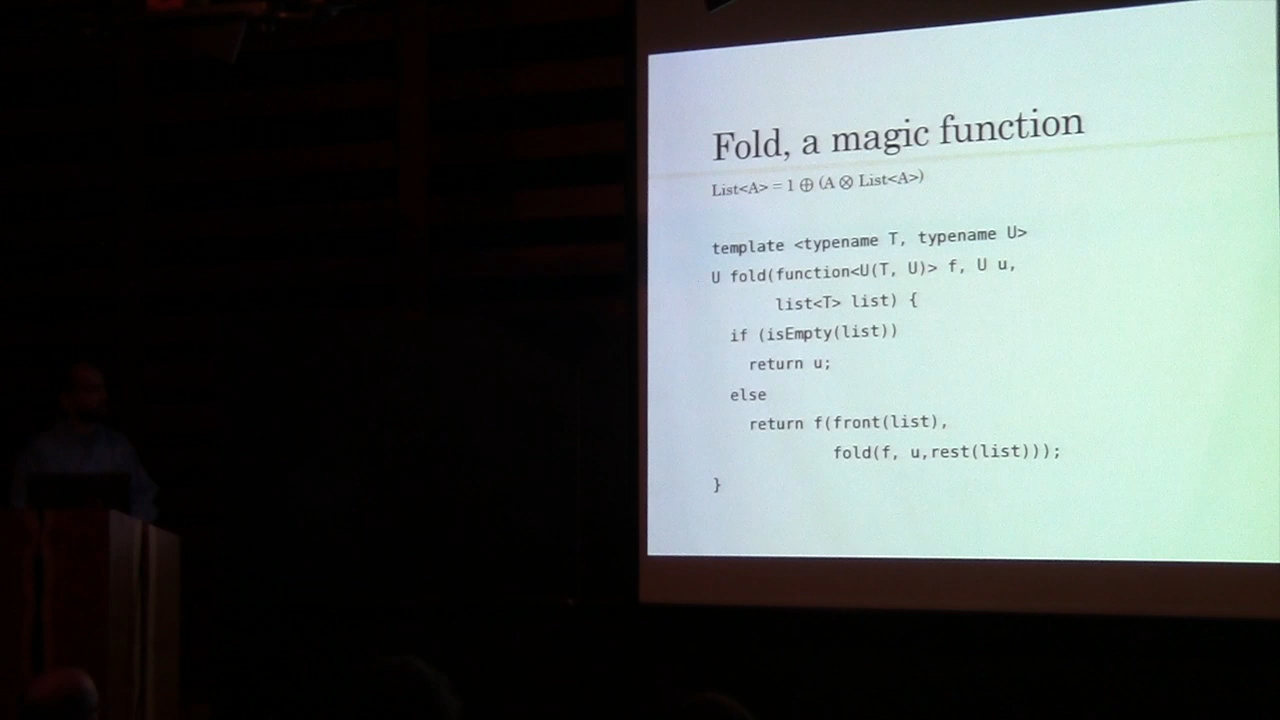 Fold, a magic function
List<A> = 1 ⊕ (A ⊗ List<A>)
template <typename T, typename U>
U fold(function<U(T, U)> f, U u,
list<T> list) {
if (isEmpty(list))
return u;
else
return f(front(list),
fold(f, u,rest(list)));
}